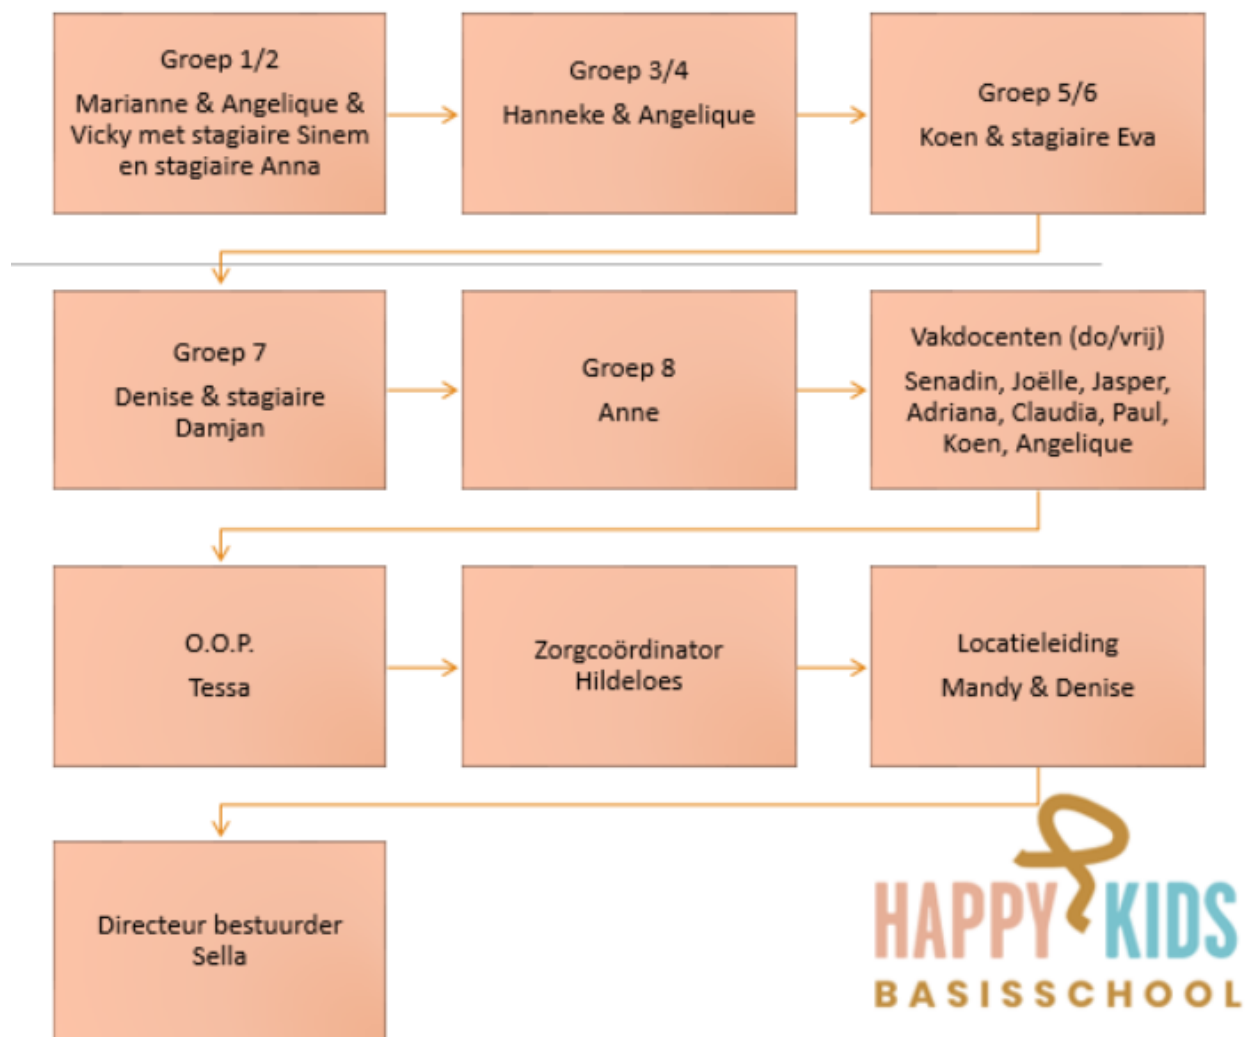 Groep 1/2
Marianne & Angelique &
Vicky met stagiaire Sinem
en stagiaire Anna
Groep 3/4
Hanneke & Angelique
Groep 5/6
Koen & stagiaire Eva
Groep 7
Denise & stagiaire
Damjan
Groep 8
Anne
Vakdocenten (do/vrij)
Senadin, Joëlle, Jasper,
Adriana, Claudia, Paul,
Koen, Angelique
O.O.P.
Tessa
Zorgcoördinator
Hildeloes
Locatieleiding
Mandy & Denise
Directeur bestuurder
Sella
HAPPY KIDS
BASISSCHOOL